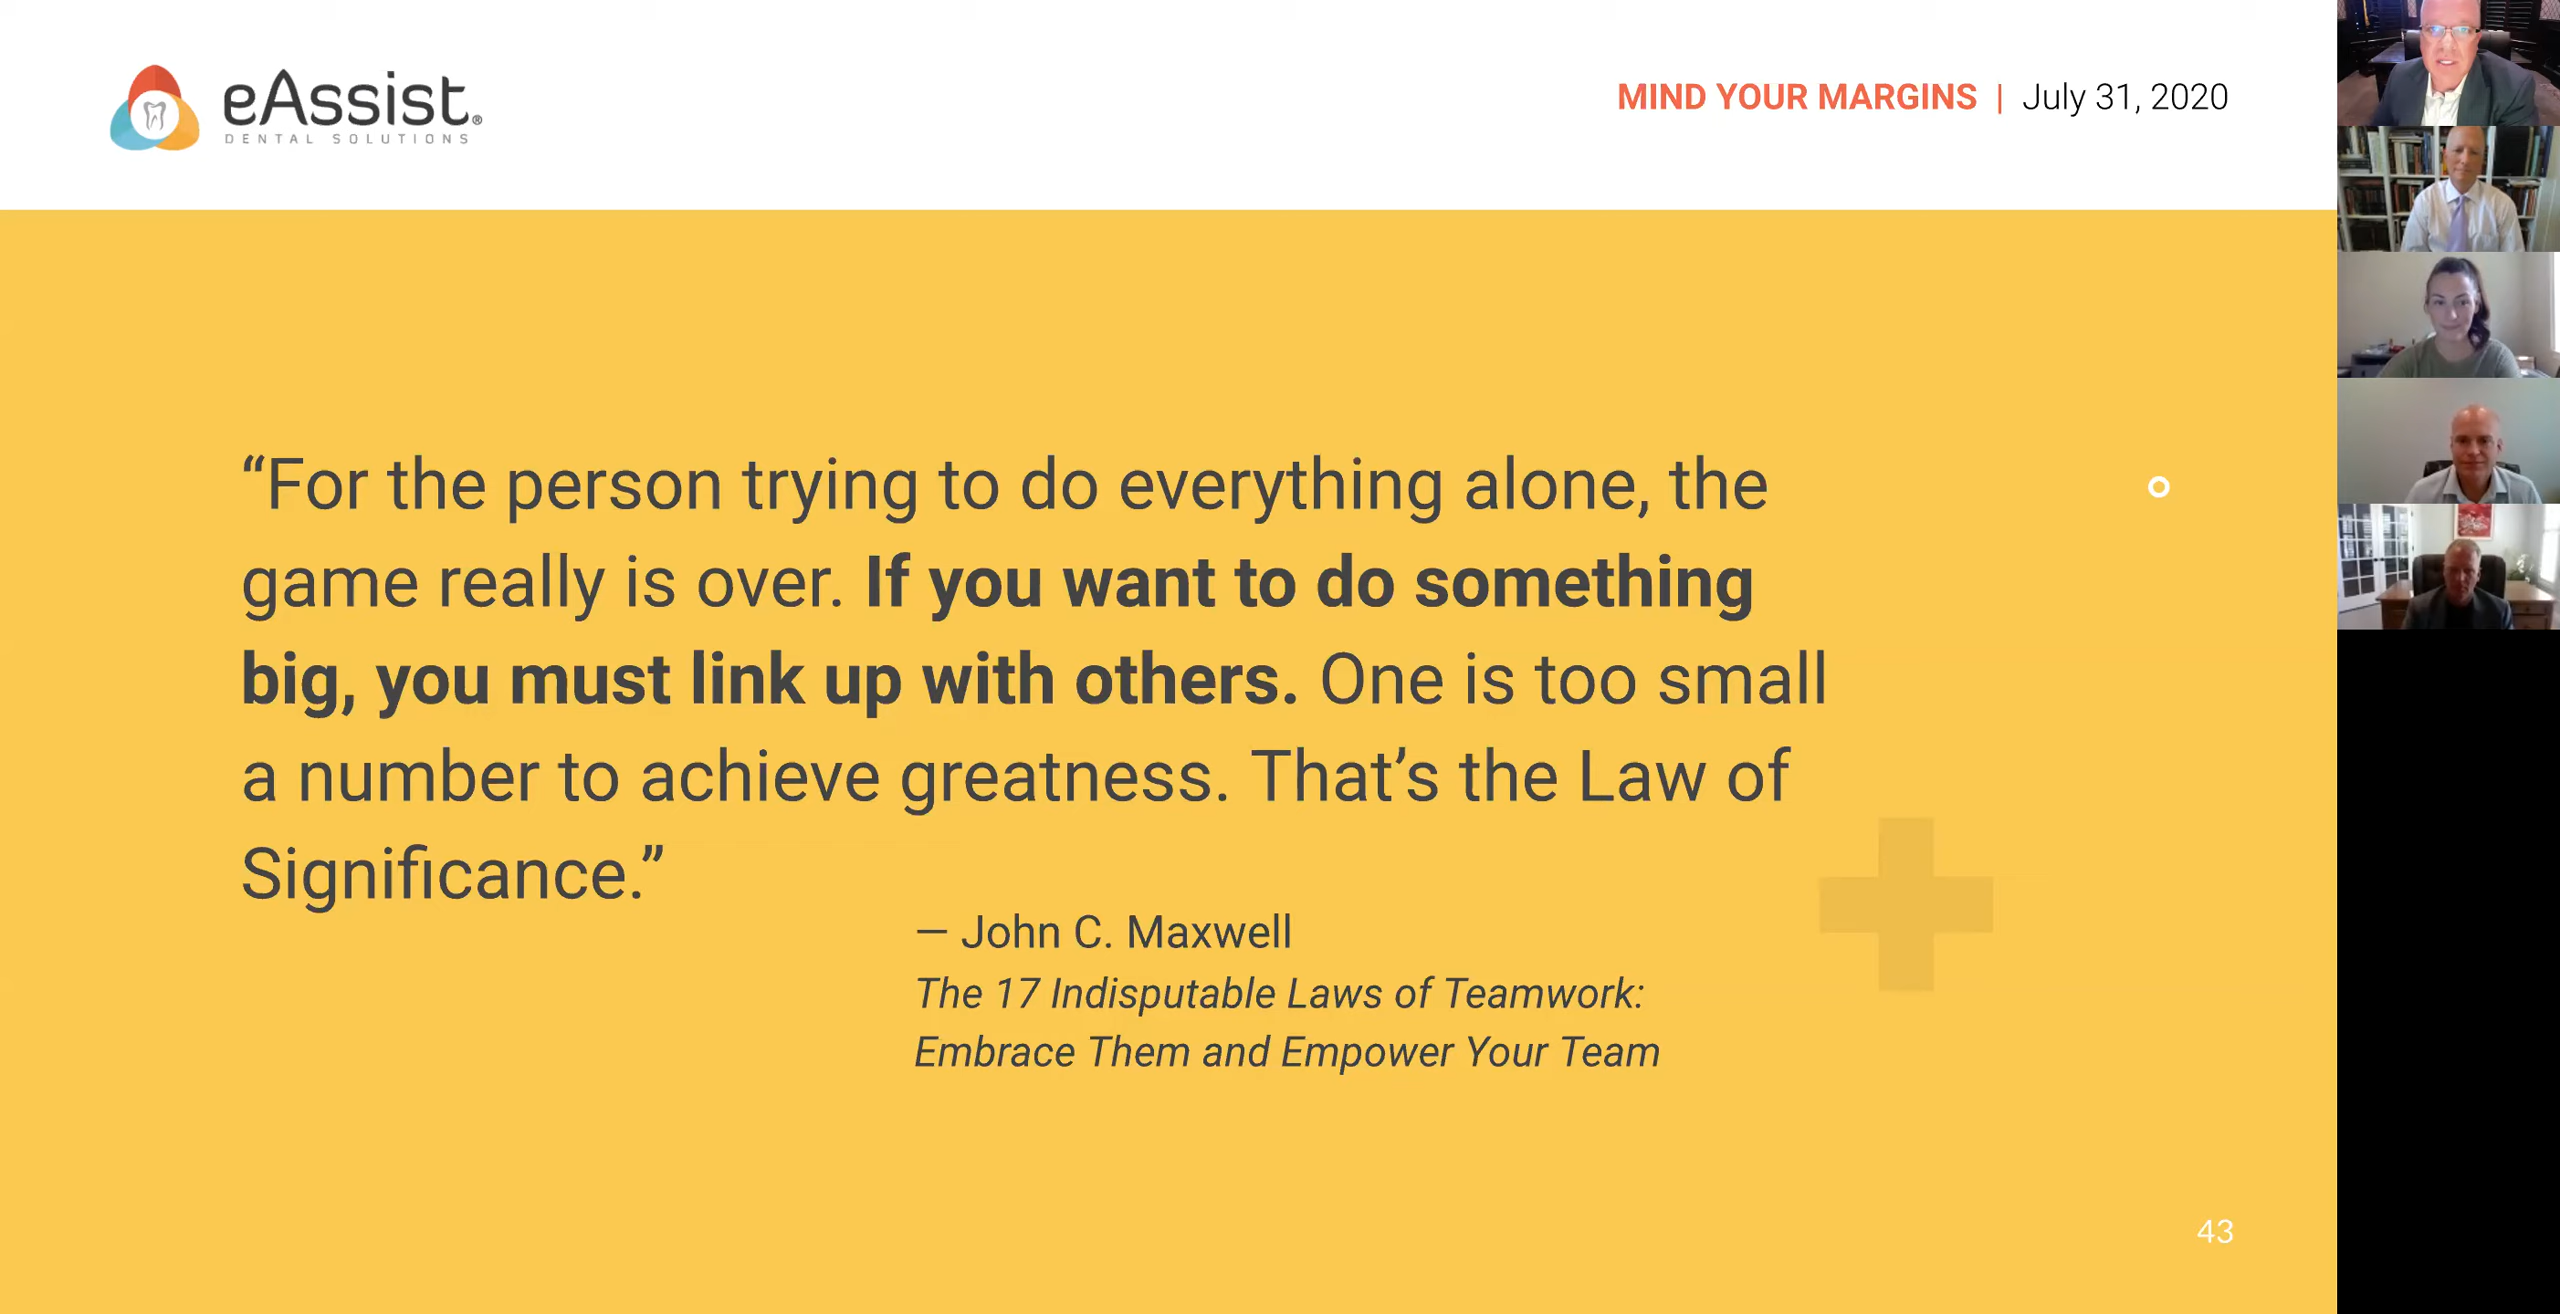 eAssist®
DENTAL SOLUTIONS
MIND YOUR MARGINS | July 31, 2020
“For the person trying to do everything alone, the
game really is over. If you want to do something
big, you must link up with others. One is too small
a number to achieve greatness. That’s the Law of
Significance.”
— John C. Maxwell
The 17 Indisputable Laws of Teamwork:
Embrace Them and Empower Your Team
43